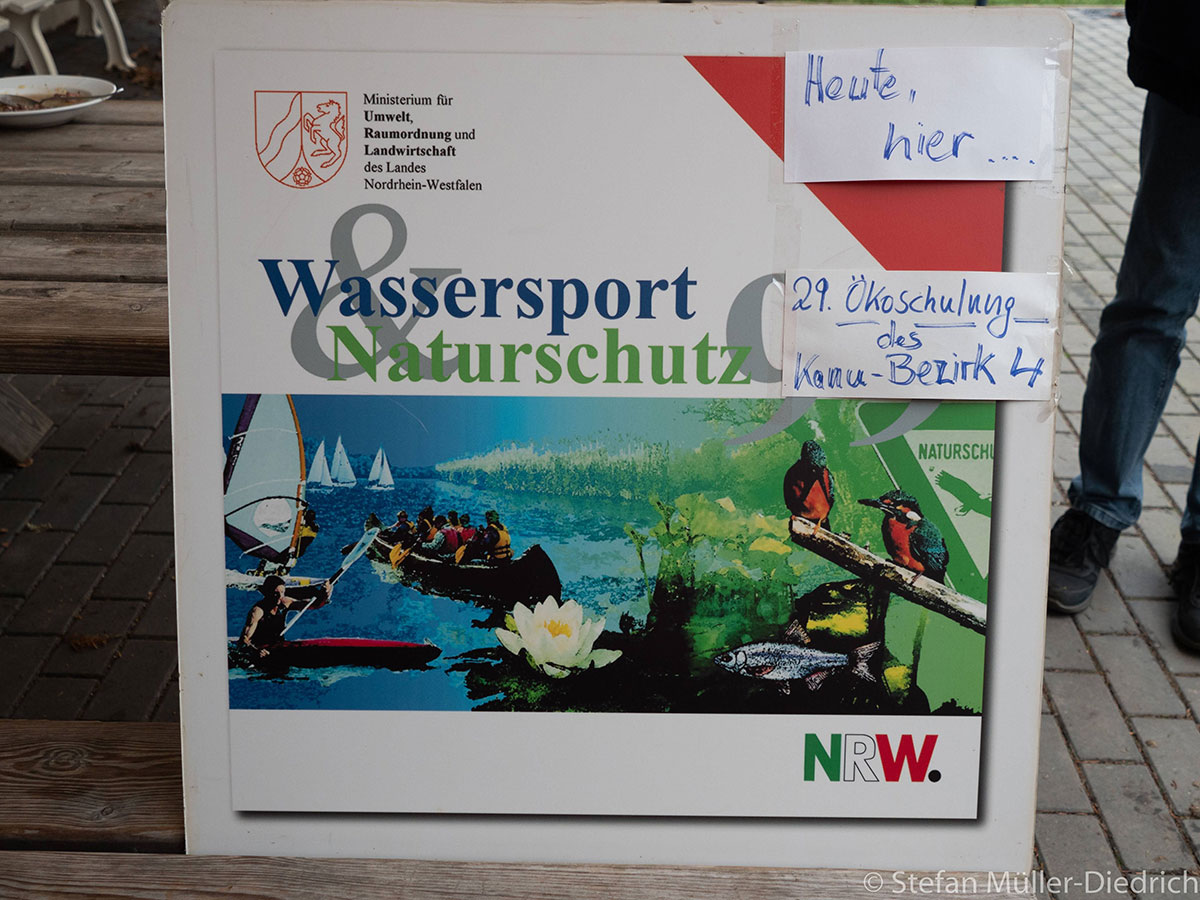 Ministerium für
Umwelt,
Raumordnung und
Landwirtschaft
des Landes
Nordrhein-Westfalen
Heute,
hier ....
Wassersport
&
Naturschutz
29. Ökoschulung
des
Kanu-Bezirk 4
NATURSCHU
NRW.
© Stefan Müller-Diedrich